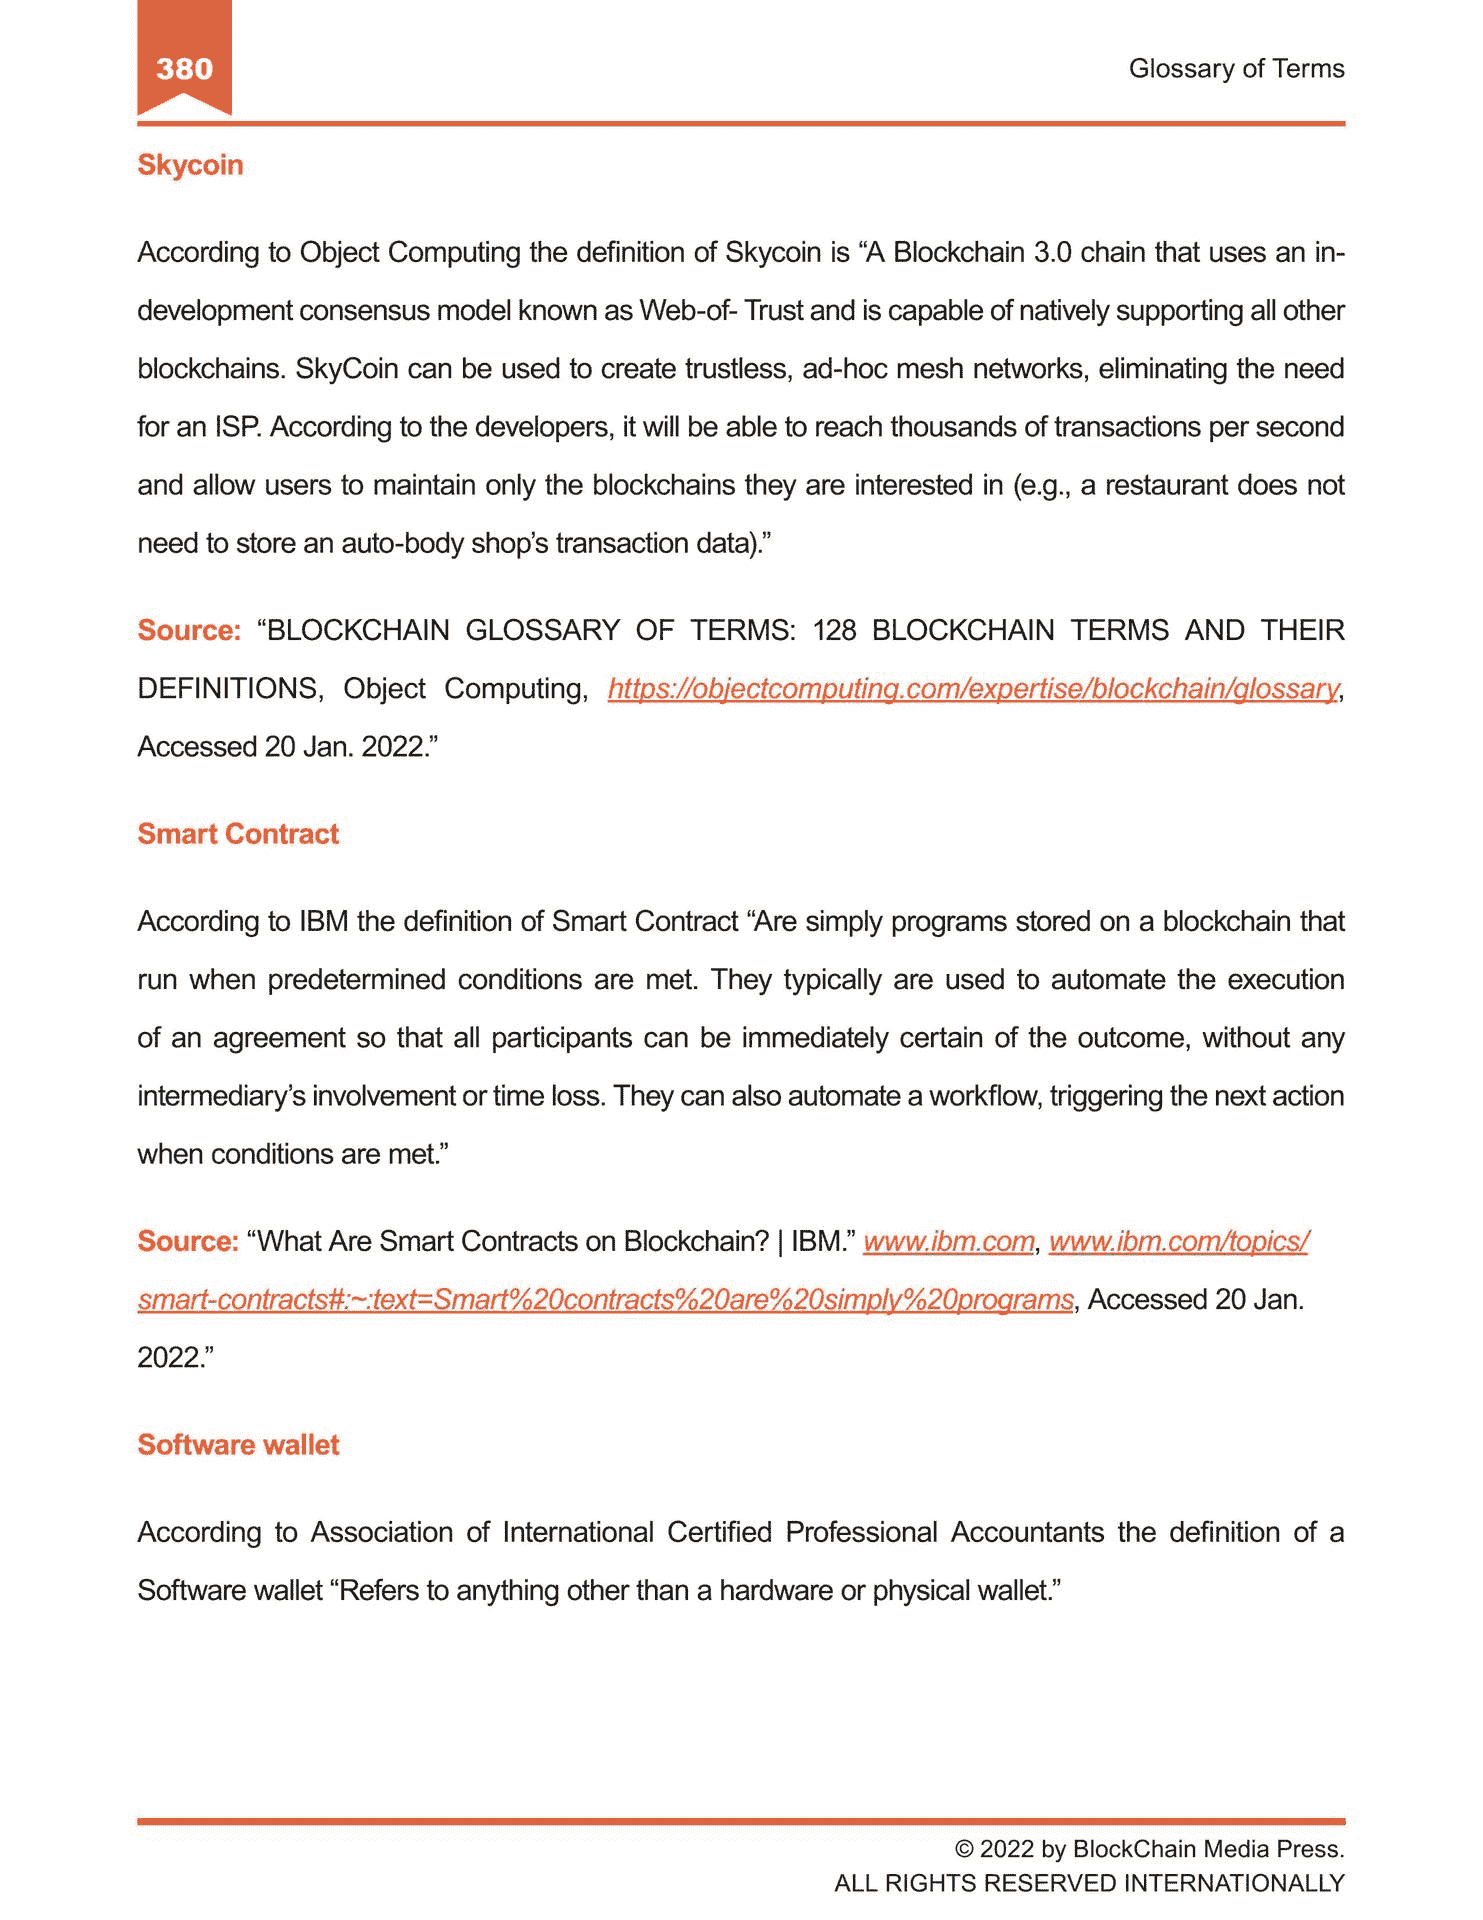 380
Glossary of Terms
Skycoin
According to Object Computing the definition of Skycoin is “A Blockchain 3.0 chain that uses an in-
development consensus model known as Web-of- Trust and is capable of natively supporting all other
blockchains. SkyCoin can be used to create trustless, ad-hoc mesh networks, eliminating the need
for an ISP. According to the developers, it will be able to reach thousands of transactions per second
and allow users to maintain only the blockchains they are interested in (e.g., a restaurant does not
need to store an auto-body shop’s transaction data).”
Source: “BLOCKCHAIN GLOSSARY OF TERMS: 128 BLOCKCHAIN TERMS AND THEIR
DEFINITIONS, Object Computing, https://objectcomputing.com/expertise/blockchain/glossary,
Accessed 20 Jan. 2022.”
Smart Contract
According to IBM the definition of Smart Contract “Are simply programs stored on a blockchain that
run when predetermined conditions are met. They typically are used to automate the execution
of an agreement so that all participants can be immediately certain of the outcome, without any
intermediary’s involvement or time loss. They can also automate a workflow, triggering the next action
when conditions are met.”
Source: “What Are Smart Contracts on Blockchain? | IBM.” www.ibm.com, www.ibm.com/topics/
smart-contracts#:~:text=Smart%20contracts%20are%20simply%20programs, Accessed 20 Jan.
2022.”
Software wallet
According to Association of International Certified Professional Accountants the definition of a
Software wallet “Refers to anything other than a hardware or physical wallet.”
© 2022 by BlockChain Media Press.
ALL RIGHTS RESERVED INTERNATIONALLY